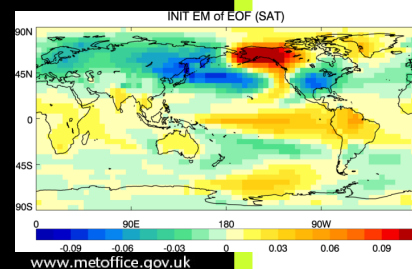 INIT EM of EOF (SAT)
90N
45N
0
45S
90S
0 90E 180 90W
-0.09 -0.06 -0.03 0 0.03 0.06 0.09
www.metoffice.gov.uk